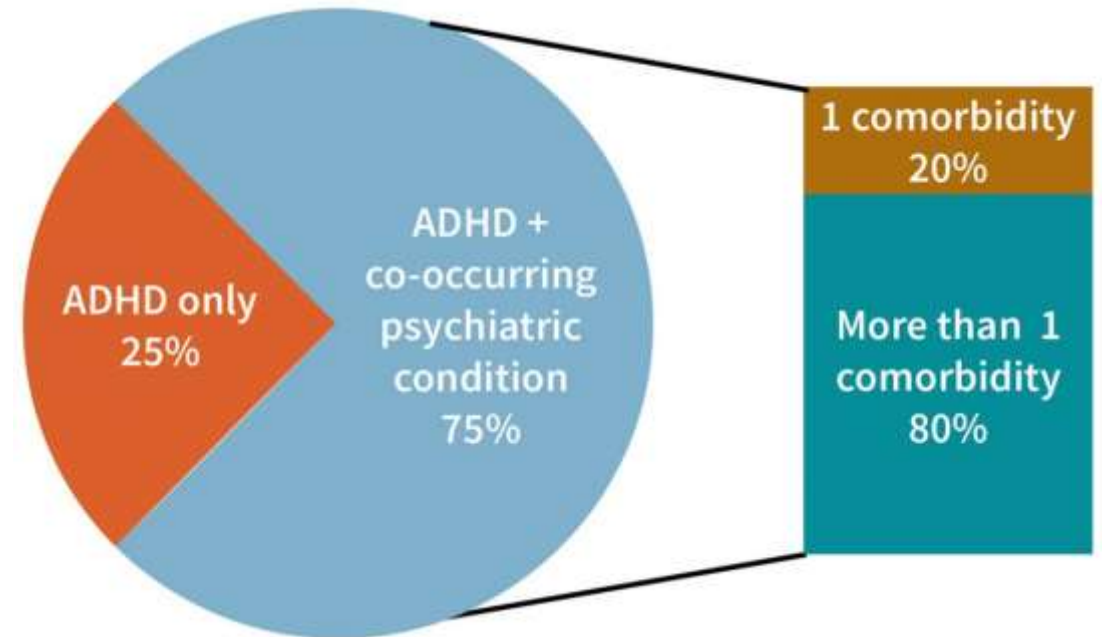 ADHD only
25%
ADHD +
co-occurring
psychiatric
condition
75%
1 comorbidity
20%
More than 1
comorbidity
80%